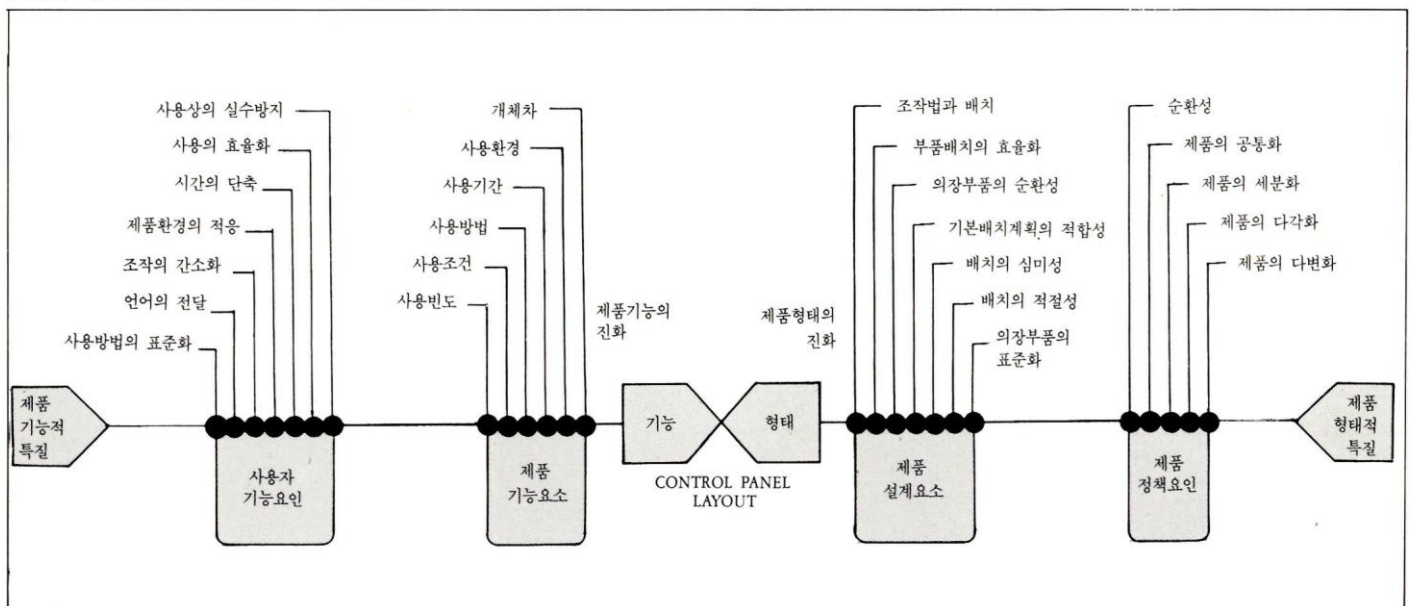 사용상의 실수방지
사용의 효율화
시간의 단축
제품환경의 적응
조작의 간소화
언어의 전달
사용방법의 표준화
개체차
사용환경
사용기간
사용방법
사용조건
사용빈도
제품기능의
진화
제품형태의
진화
조작법과 배치
부품배치의 효율화
의장부품의 순환성
기본배치계획의 적합성
배치의 심미성
배치의 적절성
의장부품의
표준화
순환성
제품의 공통화
제품의 세분화
제품의 다각화
제품의 다변화
제품
기능적
특질
사용자
기능요인
제품
기능요소
기능
형태
CONTROL PANEL
LAYOUT
제품
설계요소
제품
정책요인
제품
형태적
특질